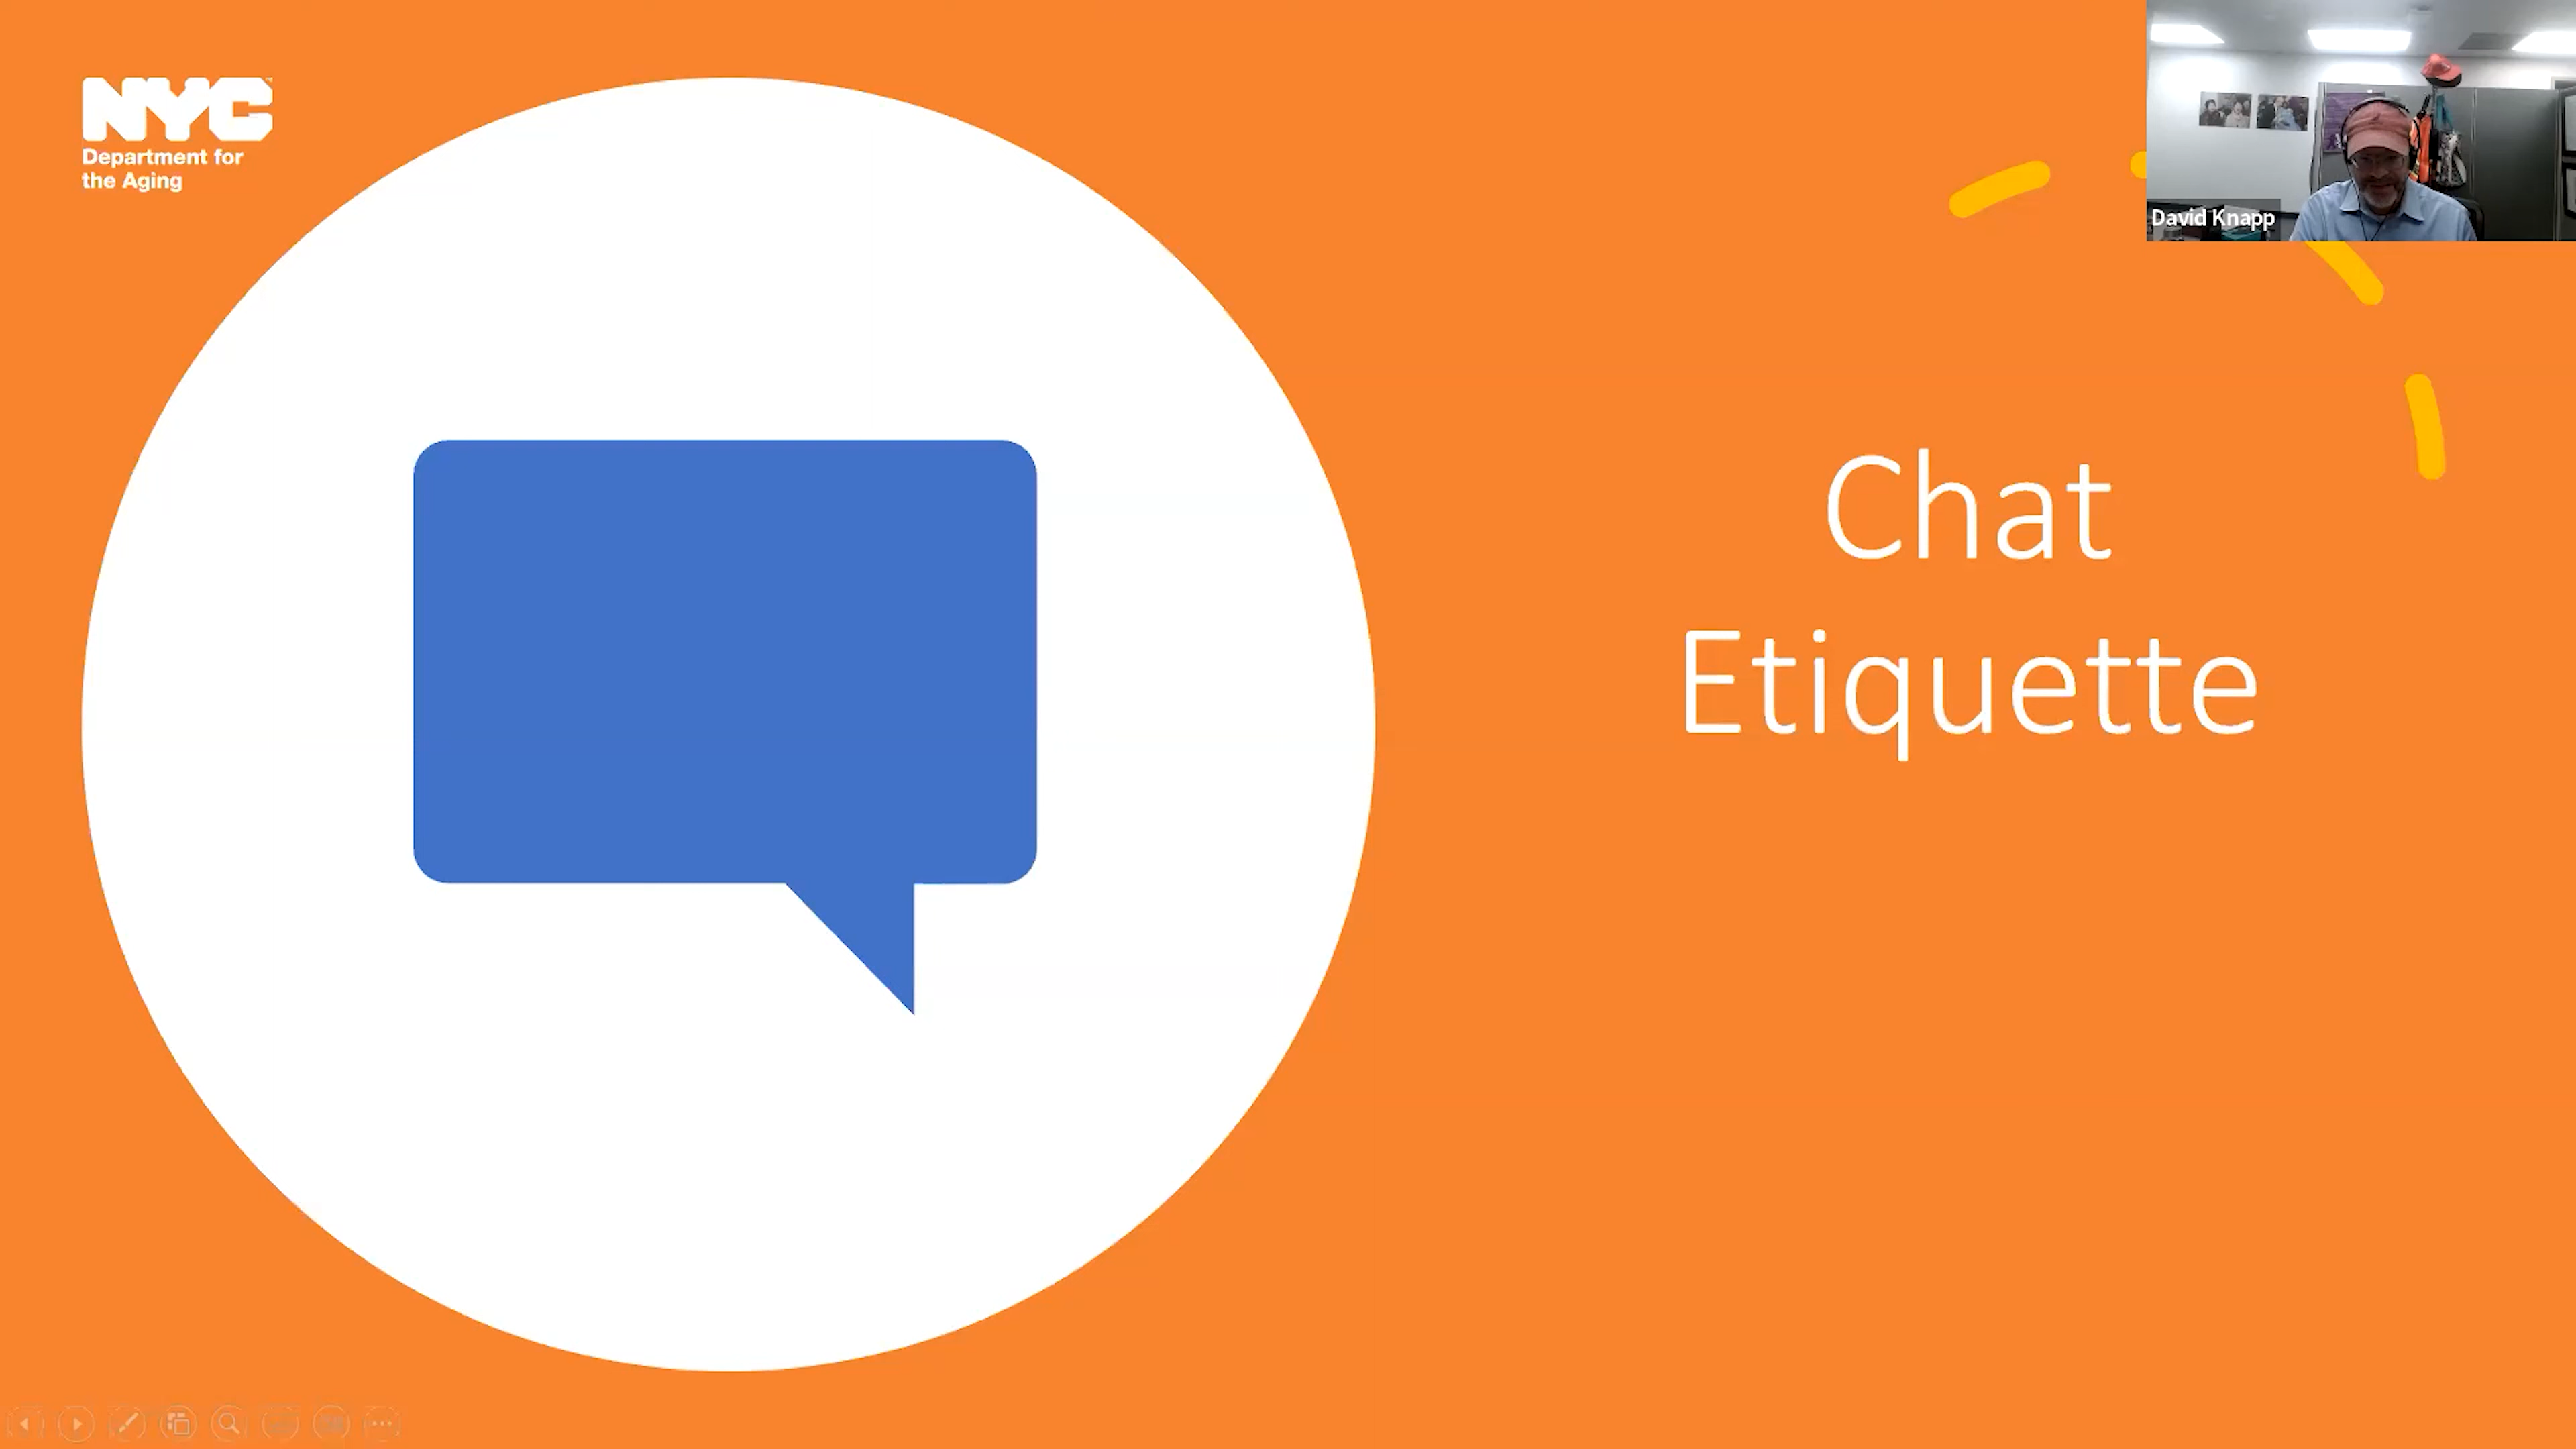 NYC
Department for
the Aging
David Knapp
Chat
Etiquette